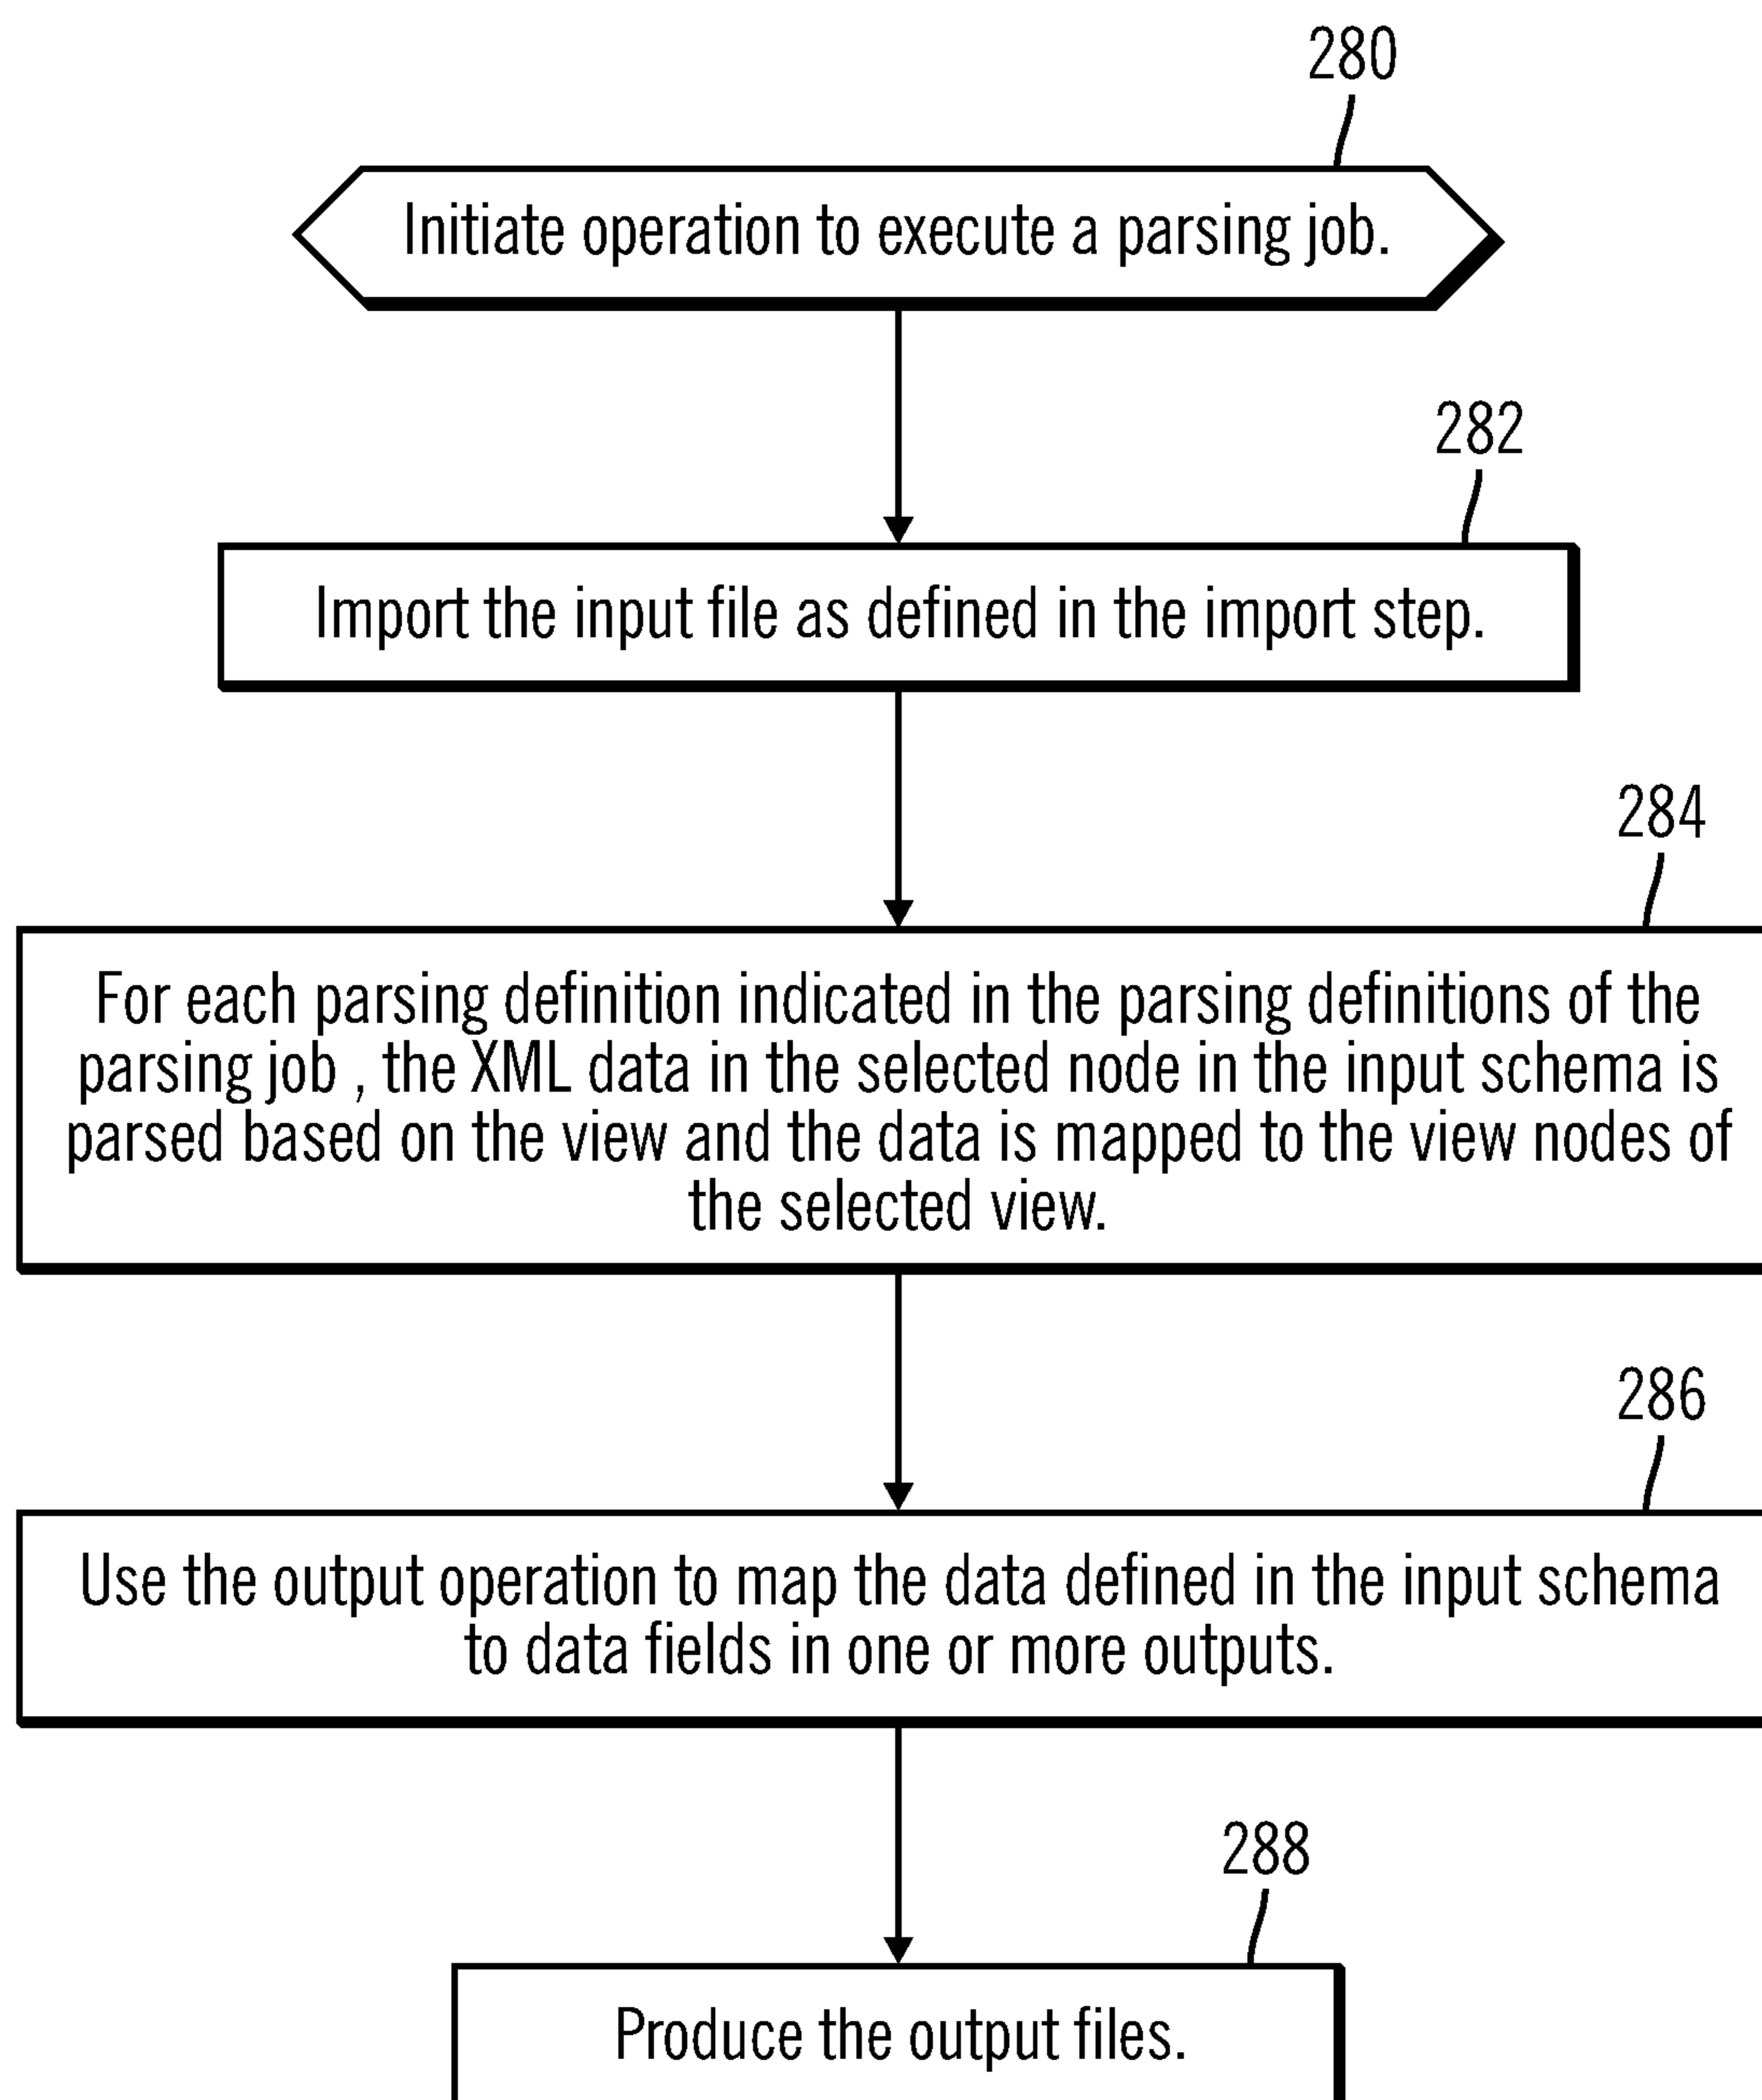 280
Initiate operation to execute a parsing job.
282
Import the input file as defined in the import step.
284
For each parsing definition indicated in the parsing definitions of the
parsing job , the XML data in the selected node in the input schema is
parsed based on the view and the data is mapped to the view nodes of
the selected view.
286
Use the output operation to map the data defined in the input schema
to data fields in one or more outputs.
288
Produce the output files.